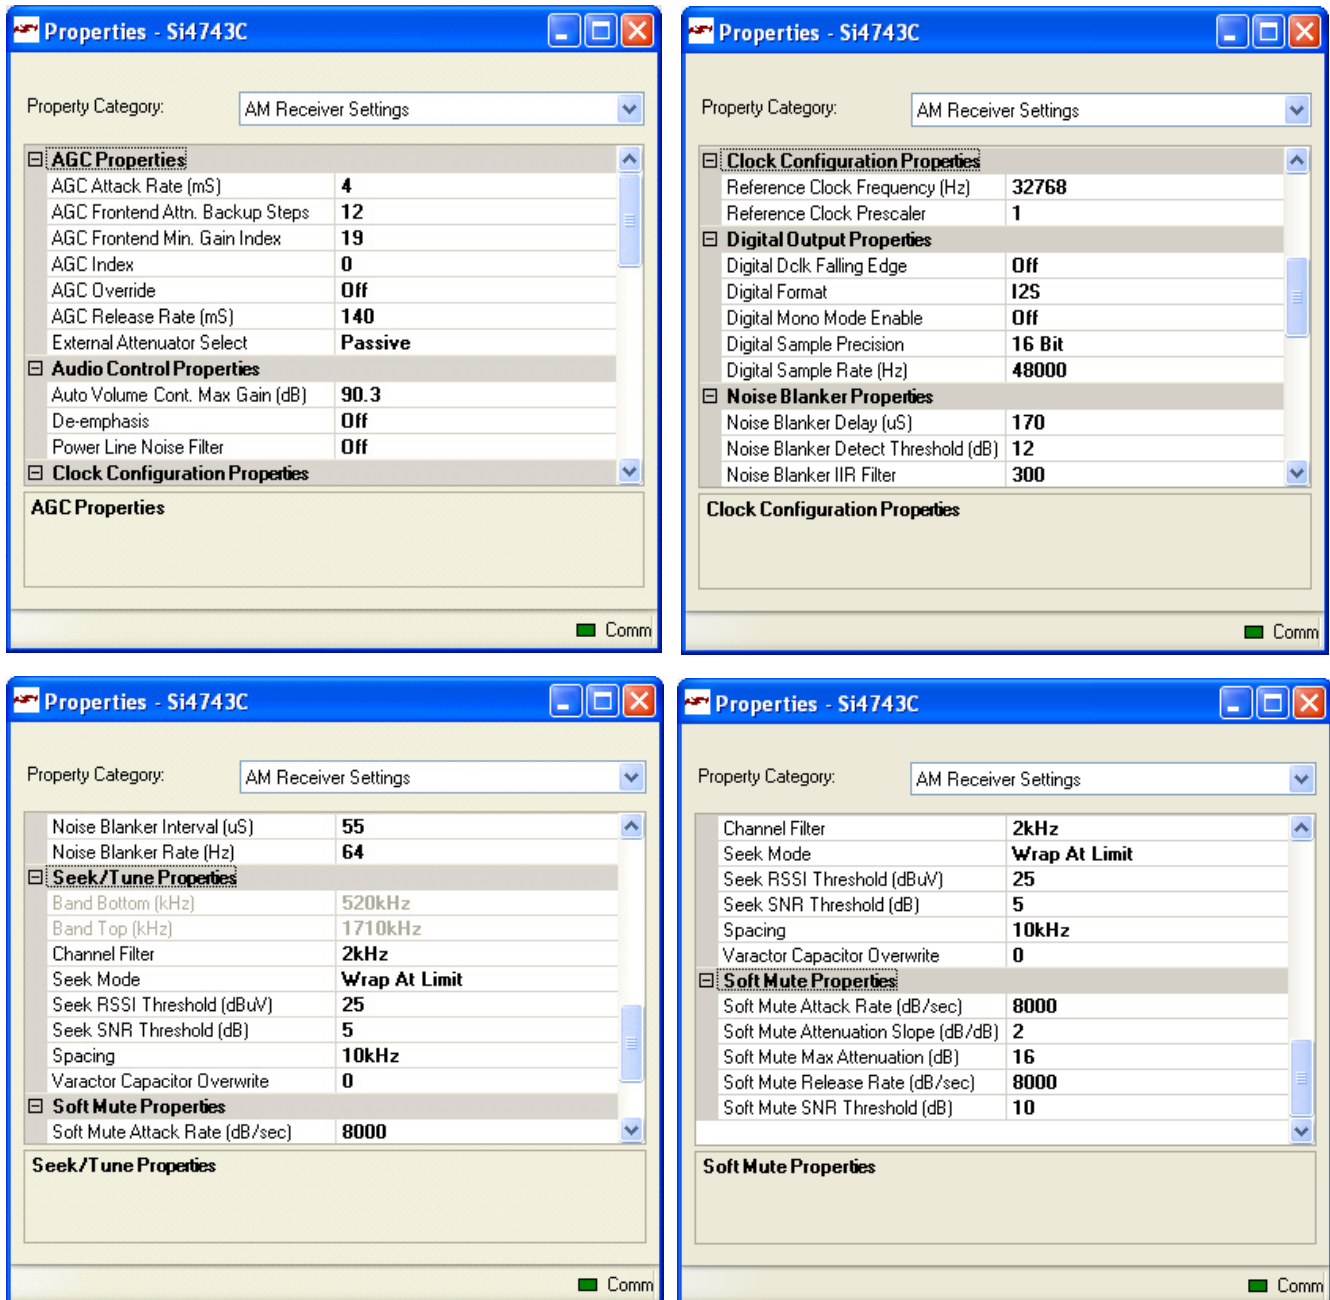 Properties - Si4743C
Property Category: AM Receiver Settings
AGC Properties
AGC Attack Rate (mS) 4
AGC Frontend Attn. Backup Steps 12
AGC Frontend Min. Gain Index 19
AGC Index 0
AGC Override Off
AGC Release Rate (mS) 140
External Attenuator Select Passive
Audio Control Properties
Auto Volume Cont. Max Gain (dB) 90.3
De-emphasis Off
Power Line Noise Filter Off
Clock Configuration Properties
AGC Properties
Comm
Properties - Si4743C
Property Category: AM Receiver Settings
Clock Configuration Properties
Reference Clock Frequency (Hz) 32768
Reference Clock Prescaler 1
Digital Output Properties
Digital Dclk Falling Edge Off
Digital Format I2S
Digital Mono Mode Enable Off
Digital Sample Precision 16 Bit
Digital Sample Rate (Hz) 48000
Noise Blanker Properties
Noise Blanker Delay (uS) 170
Noise Blanker Detect Threshold (dB) 12
Noise Blanker IIR Filter 300
Clock Configuration Properties
Comm
Properties - Si4743C
Property Category: AM Receiver Settings
Noise Blanker Interval (uS) 55
Noise Blanker Rate (Hz) 64
Seek/Tune Properties
Band Bottom (kHz) 520kHz
Band Top (kHz) 1710kHz
Channel Filter 2kHz
Seek Mode Wrap At Limit
Seek RSSI Threshold (dBuV) 25
Seek SNR Threshold (dB) 5
Spacing 10kHz
Varactor Capacitor Overwrite 0
Soft Mute Properties
Soft Mute Attack Rate (dB/sec) 8000
Seek/Tune Properties
Comm
Properties - Si4743C
Property Category: AM Receiver Settings
Channel Filter 2kHz
Seek Mode Wrap At Limit
Seek RSSI Threshold (dBuV) 25
Seek SNR Threshold (dB) 5
Spacing 10kHz
Varactor Capacitor Overwrite 0
Soft Mute Properties
Soft Mute Attack Rate (dB/sec) 8000
Soft Mute Attenuation Slope (dB/dB) 2
Soft Mute Max Attenuation (dB) 16
Soft Mute Release Rate (dB/sec) 8000
Soft Mute SNR Threshold (dB) 10
Soft Mute Properties
Comm